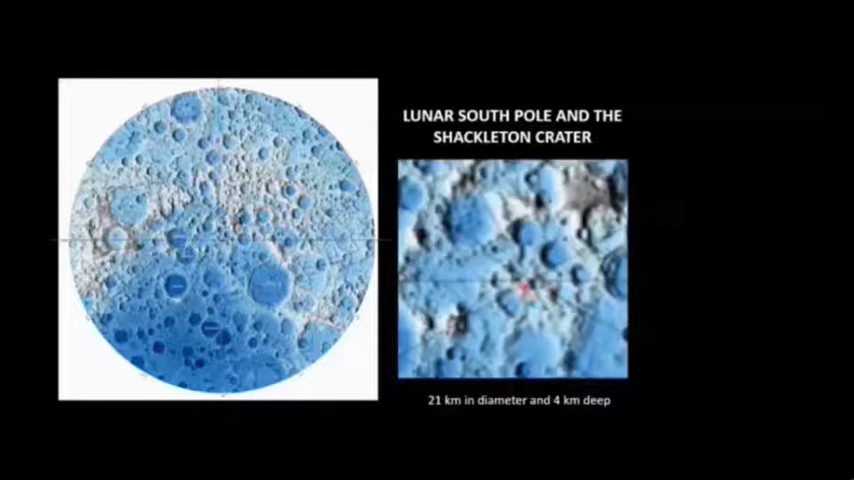 LUNAR SOUTH POLE AND THE
SHACKLETON CRATER
21 km in diameter and 4 km deep